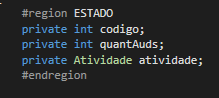 #region ESTADO
private int codigo;
private int quantAuds;
private Atividade atividade;
#endregion